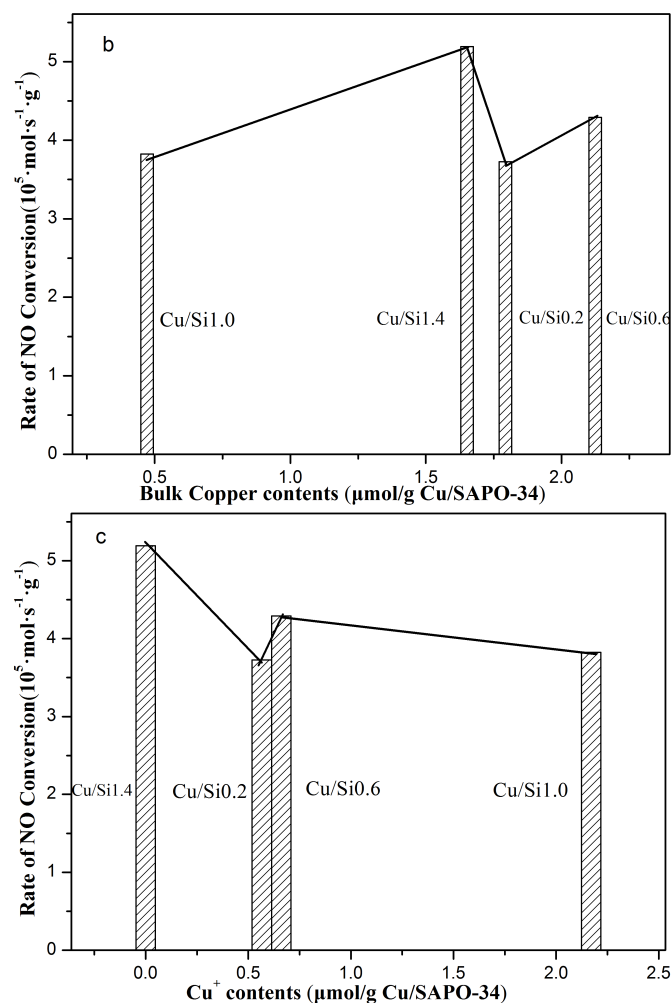 b
5
4
3
2
1
0
Rate of NO Conversion(10⁵·mol·s⁻¹·g⁻¹)
Cu/Si1.0
Cu/Si1.4
Cu/Si0.2
Cu/Si0.6
0.5 1.0 1.5 2.0
Bulk Copper contents (μmol/g Cu/SAPO-34)
c
5
4
3
2
1
0
Rate of NO Conversion(10⁵·mol·s⁻¹·g⁻¹)
Cu/Si1.4
Cu/Si0.2
Cu/Si0.6
Cu/Si1.0
0.0 0.5 1.0 1.5 2.0 2.5
Cu⁺ contents (μmol/g Cu/SAPO-34)